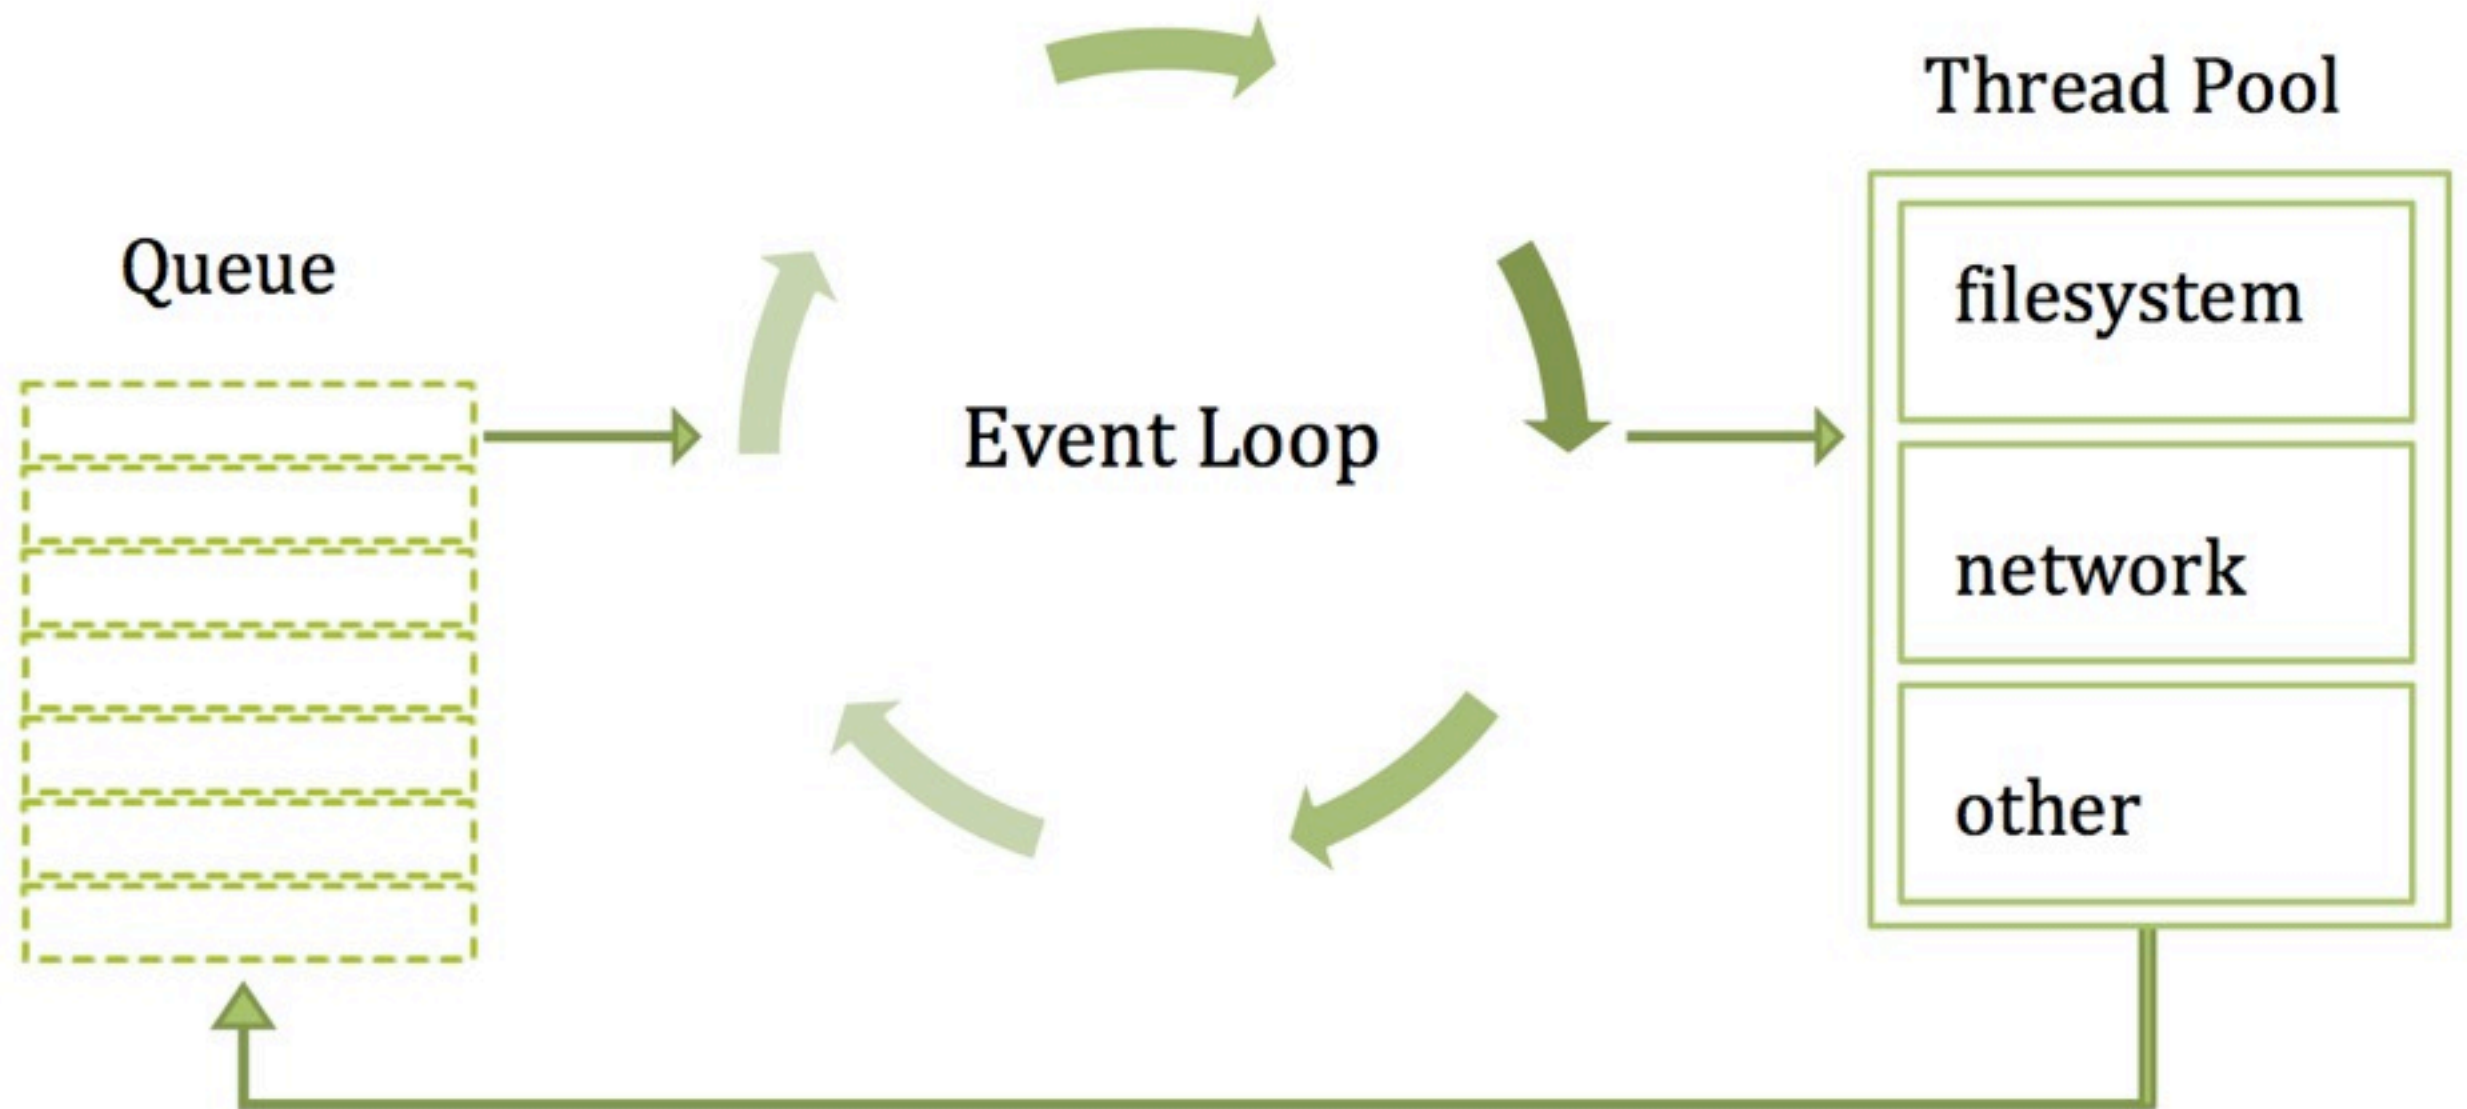 Queue
Event Loop
Thread Pool
filesystem
network
other